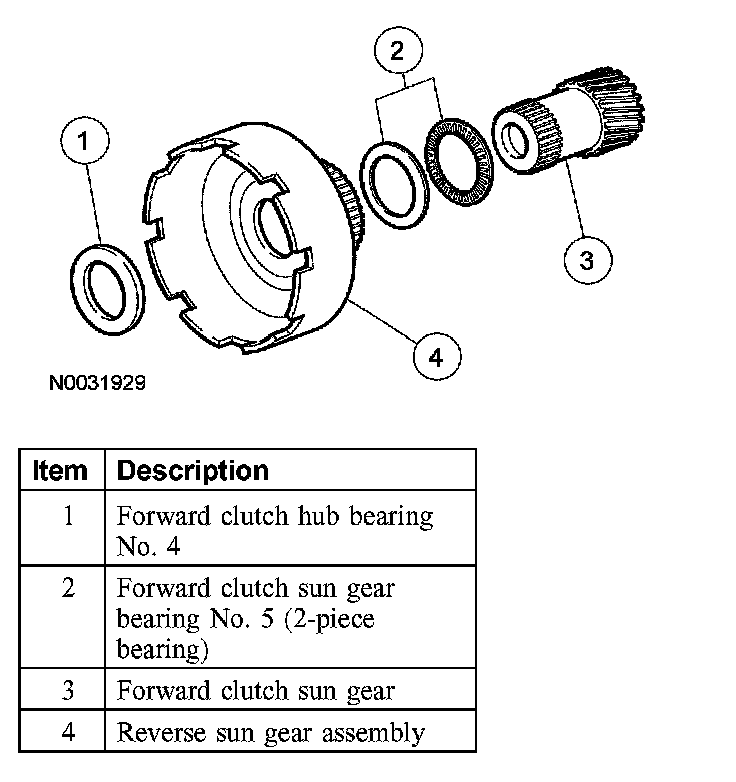 2
1
3
4
N0031929
Item Description
1 Forward clutch hub bearing
No. 4
2 Forward clutch sun gear
bearing No. 5 (2-piece
bearing)
3 Forward clutch sun gear
4 Reverse sun gear assembly